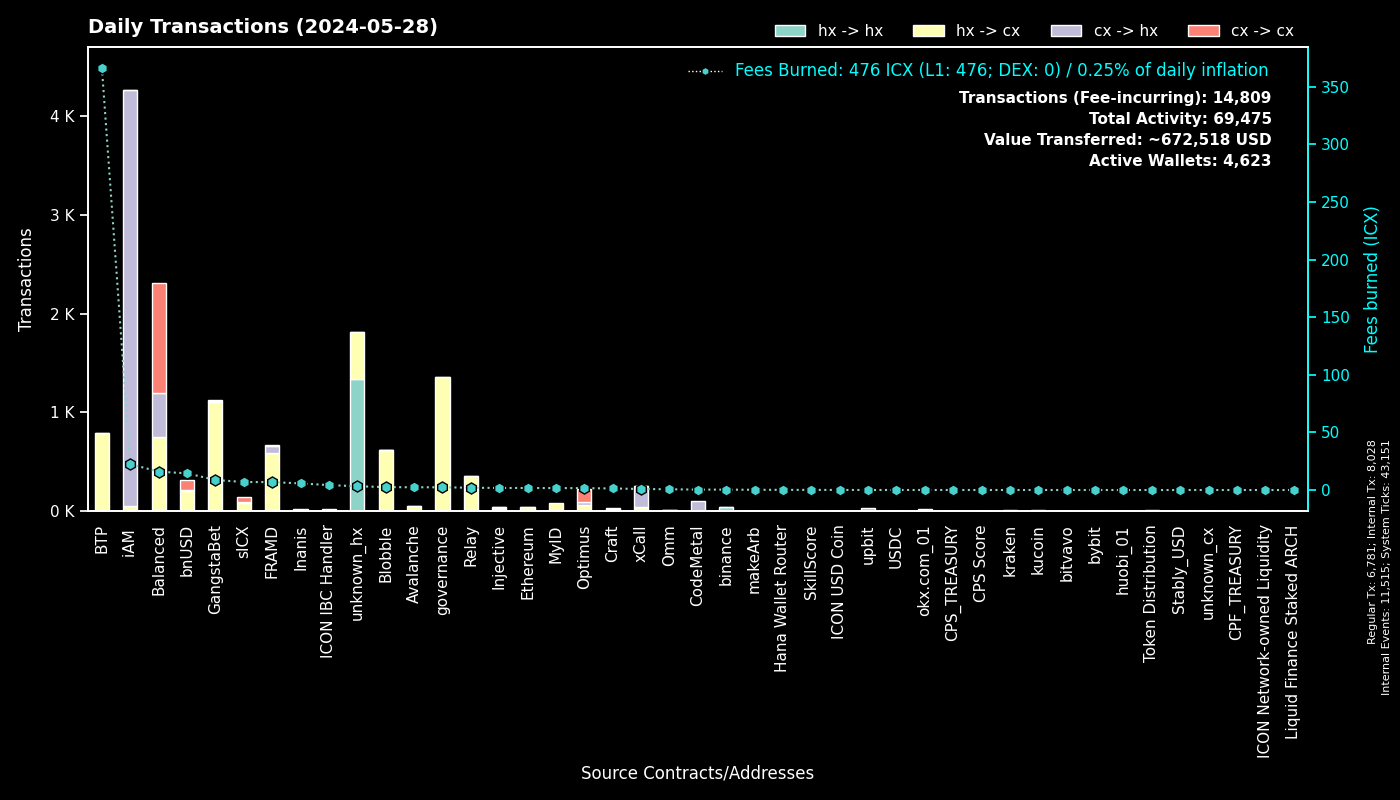 Daily Transactions (2024-05-28)
hx -> hx
hx -> cx
cx -> hx
cx -> cx
Fees Burned: 476 ICX (L1: 476; DEX: 0) / 0.25% of daily inflation
Transactions (Fee-incurring): 14,809
Total Activity: 69,475
Value Transferred: ~672,518 USD
Active Wallets: 4,623
Transactions
4 K
3 K
2 K
1 K
0 K
350
300
250
200
150
100
50
0
Fees burned (ICX)
Regular Tx: 6,781; Internal Tx: 8,028
Internal Events: 11,515; System Ticks: 43,151
BTP
iAM
Balanced
bnUSD
GangstaBet
sICX
FRAMD
Inanis
ICON IBC Handler
unknown_hx
Blobble
Avalanche
governance
Relay
Injective
Ethereum
MyID
Optimus
Craft
xCall
Omm
CodeMetal
binance
makeArb
Hana Wallet Router
SkillScore
ICON USD Coin
upbit
USDC
okx.com_01
CPS_TREASURY
CPS Score
kraken
kucoin
bitvavo
bybit
huobi_01
Token Distribution
Stably_USD
unknown_cx
CPF_TREASURY
ICON Network-owned Liquidity
Liquid Finance Staked ARCH
Source Contracts/Addresses